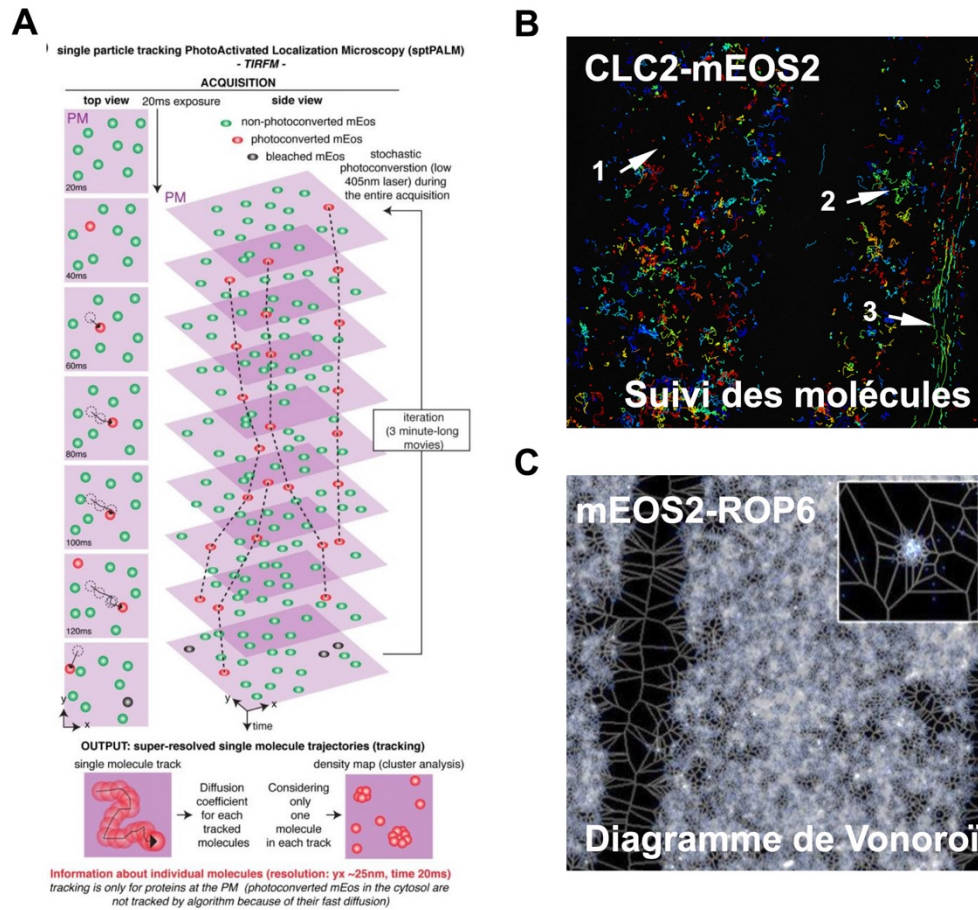 A
) single particle tracking PhotoActivated Localization Microscopy (sptPALM)
- TIRFM -
ACQUISITION
top view
20ms exposure
side view
PM
non-photoconverted mEos
photoconverted mEos
bleached mEos
stochastic
photoconverstion (low
405nm laser) during
the entire acquisition
PM
20ms
40ms
60ms
80ms
100ms
120ms
iteration
(3 minute-long
movies)
y
x
y
x
time
OUTPUT: super-resolved single molecule trajectories (tracking)
single molecule track
Diffusion
coefficient
for each
tracked
molecules
Considering
only
one
molecule
in each track
density map (cluster analysis)
Information about individual molecules (resolution: yx ~25nm, time 20ms)
tracking is only for proteins at the PM (photoconverted mEos in the cytosol are
not tracked by algorithm because of their fast diffusion)
B
CLC2-mEOS2
1
2
3
Suivi des molécules
C
mEOS2-ROP6
Diagramme de Vonoroï